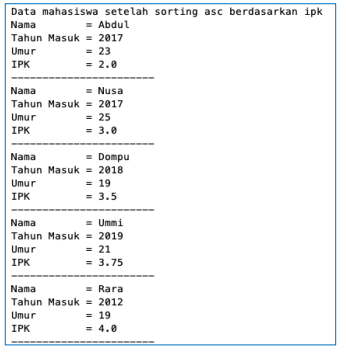 Data mahasiswa setelah sorting asc berdasarkan ipk
Nama        = Abdul
Tahun Masuk = 2017
Umur        = 23
IPK         = 2.0
------------------------
Nama        = Nusa
Tahun Masuk = 2017
Umur        = 25
IPK         = 3.0
------------------------
Nama        = Dompu
Tahun Masuk = 2018
Umur        = 19
IPK         = 3.5
------------------------
Nama        = Ummi
Tahun Masuk = 2019
Umur        = 21
IPK         = 3.75
------------------------
Nama        = Rara
Tahun Masuk = 2012
Umur        = 19
IPK         = 4.0
------------------------